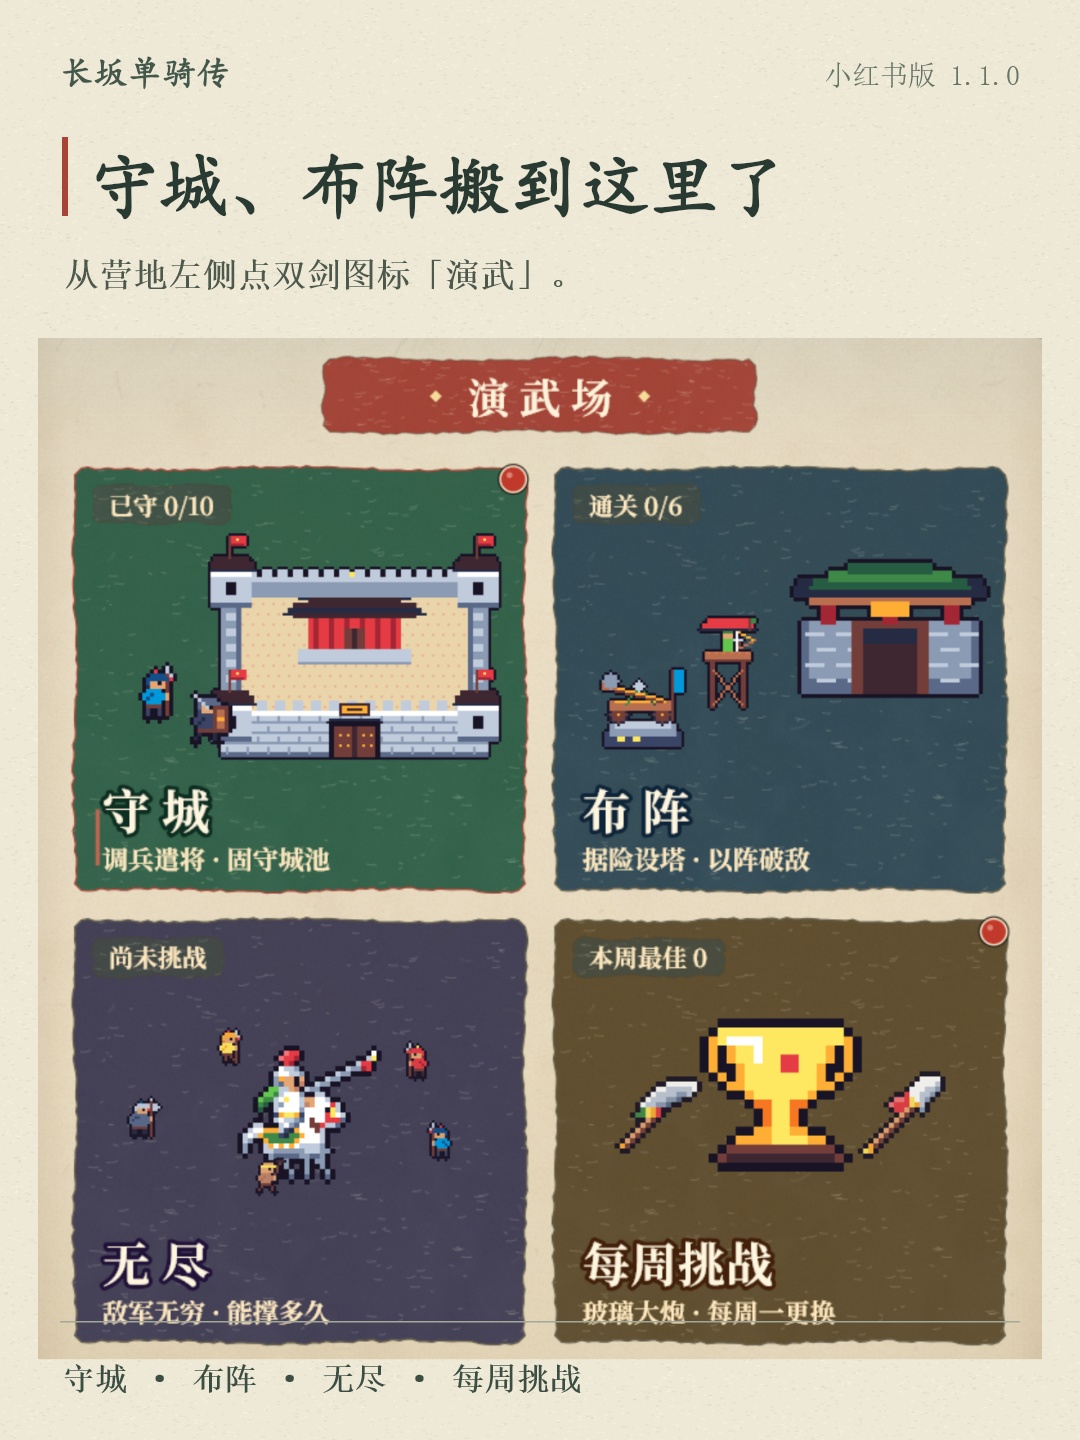 长坂单骑传
小红书版 1.1.0
守城、布阵搬到这里了
从营地左侧点双剑图标「演武」。
演武场
已守 0/10
守城
调兵遣将·固守城池
通关 0/6
布阵
据险设塔·以阵破敌
尚未挑战
无尽
敌军无穷·能撑多久
本周最佳 0
每周挑战
玻璃大炮·每周一更换
守城 • 布阵 • 无尽 • 每周挑战